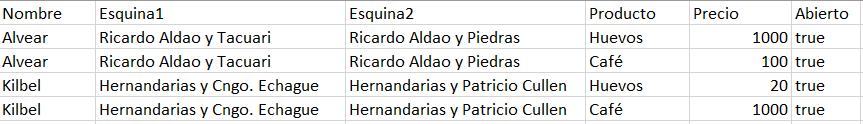 Nombre Esquina1 Esquina2 Producto Precio Abierto
Alvear Ricardo Aldao y Tacuari Ricardo Aldao y Piedras Huevos 1000 true
Alvear Ricardo Aldao y Tacuari Ricardo Aldao y Piedras Café 100 true
Kilbel Hernandarias y Cngo. Echague Hernandarias y Patricio Cullen Huevos 20 true
Kilbel Hernandarias y Cngo. Echague Hernandarias y Patricio Cullen Café 1000 true